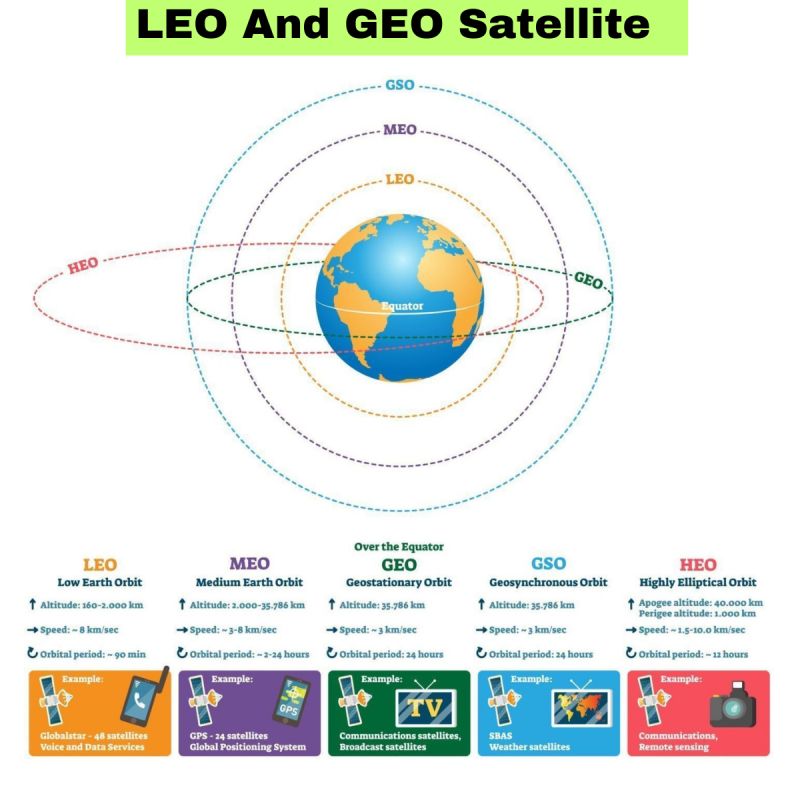 LEO And GEO Satellite
GSO
MEO
LEO
HEO
GEO
Equator
LEO
Low Earth Orbit
Altitude: 160-2.000 km
Speed: ~ 8 km/sec
Orbital period: ~ 90 min
Example:
Globalstar - 48 satellites
Voice and Data Services
MEO
Medium Earth Orbit
Altitude: 2.000-35.786 km
Speed: ~ 3-8 km/sec
Orbital period: ~ 2-24 hours
Example:
GPS
GPS - 24 satellites
Global Positioning System
Over the Equator
GEO
Geostationary Orbit
Altitude: 35.786 km
Speed: ~ 3 km/sec
Orbital period: 24 hours
Example:
TV
Communications satellites,
Broadcast satellites
GSO
Geosynchronous Orbit
Altitude: 35.786 km
Speed: ~ 3 km/sec
Orbital period: 24 hours
Example:
SBAS
Weather satellites
HEO
Highly Elliptical Orbit
Apogee altitude: 40.000 km
Perigee altitude: 1.000 km
Speed: ~ 1.5-10.0 km/sec
Orbital period: ~ 12 hours
Example:
Communications,
Remote sensing